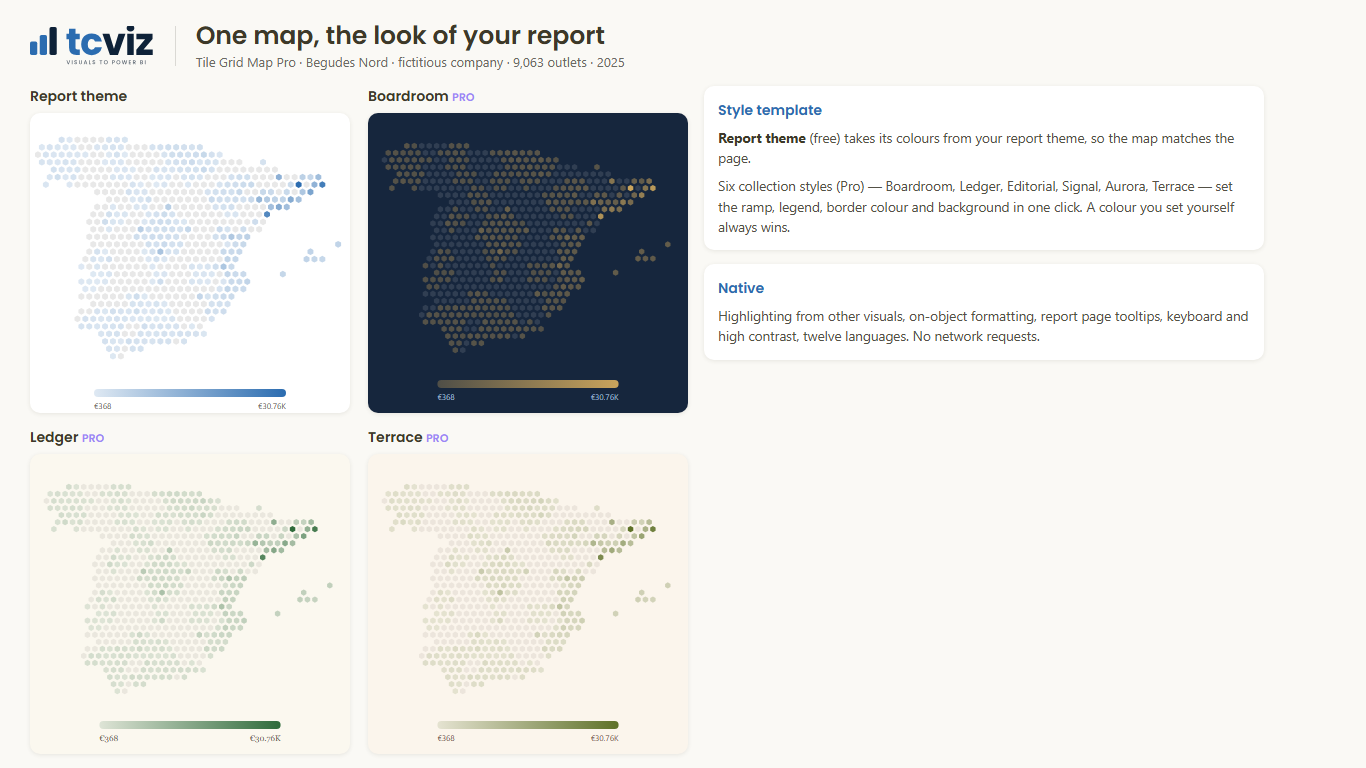 tcviz
VISUALS TO POWER BI
One map, the look of your report
Tile Grid Map Pro · Begudes Nord · fictitious company · 9,063 outlets · 2025
Report theme
€368
€30.76K
Boardroom PRO
€368
€30.76K
Ledger PRO
€368
€30.76K
Terrace PRO
€368
€30.76K
Style template
Report theme (free) takes its colours from your report theme, so the map matches the
page.
Six collection styles (Pro) — Boardroom, Ledger, Editorial, Signal, Aurora, Terrace — set
the ramp, legend, border colour and background in one click. A colour you set yourself
always wins.
Native
Highlighting from other visuals, on-object formatting, report page tooltips, keyboard and
high contrast, twelve languages. No network requests.